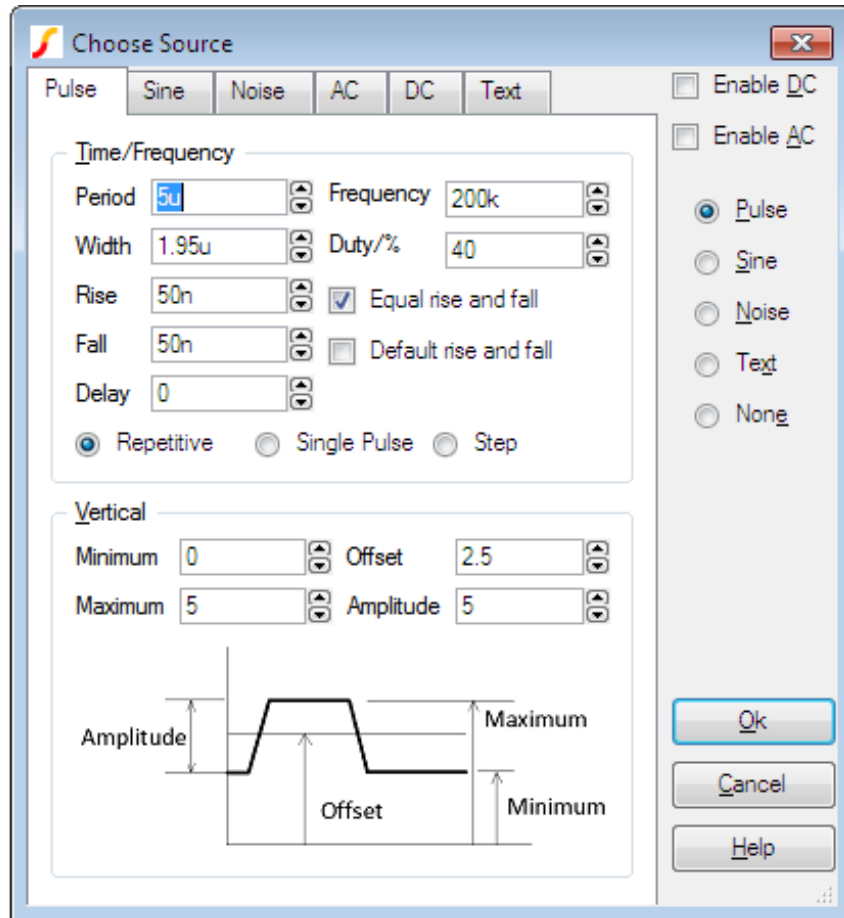 Choose Source
Pulse Sine Noise AC DC Text
Enable DC
Enable AC
Time/Frequency
Period 5u Frequency 200k
Width 1.95u Duty/% 40
Rise 50n Equal rise and fall
Fall 50n Default rise and fall
Delay 0
Repetitive Single Pulse Step
Pulse
Sine
Noise
Text
None
Vertical
Minimum 0 Offset 2.5
Maximum 5 Amplitude 5
Amplitude
Maximum
Offset
Minimum
Ok
Cancel
Help